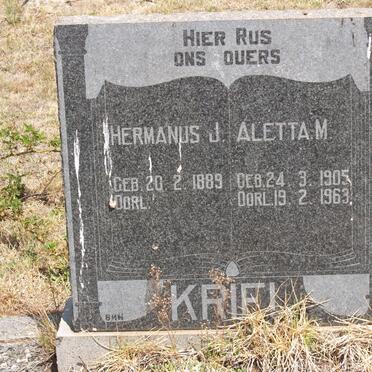 HIER RUS
ONS OUERS
HERMANUS J. ALETTA M.
GEB. 20. 2. 1889 GEB. 24. 3. 1905
OORL. OORL. 19. 2. 1963
KRIEL